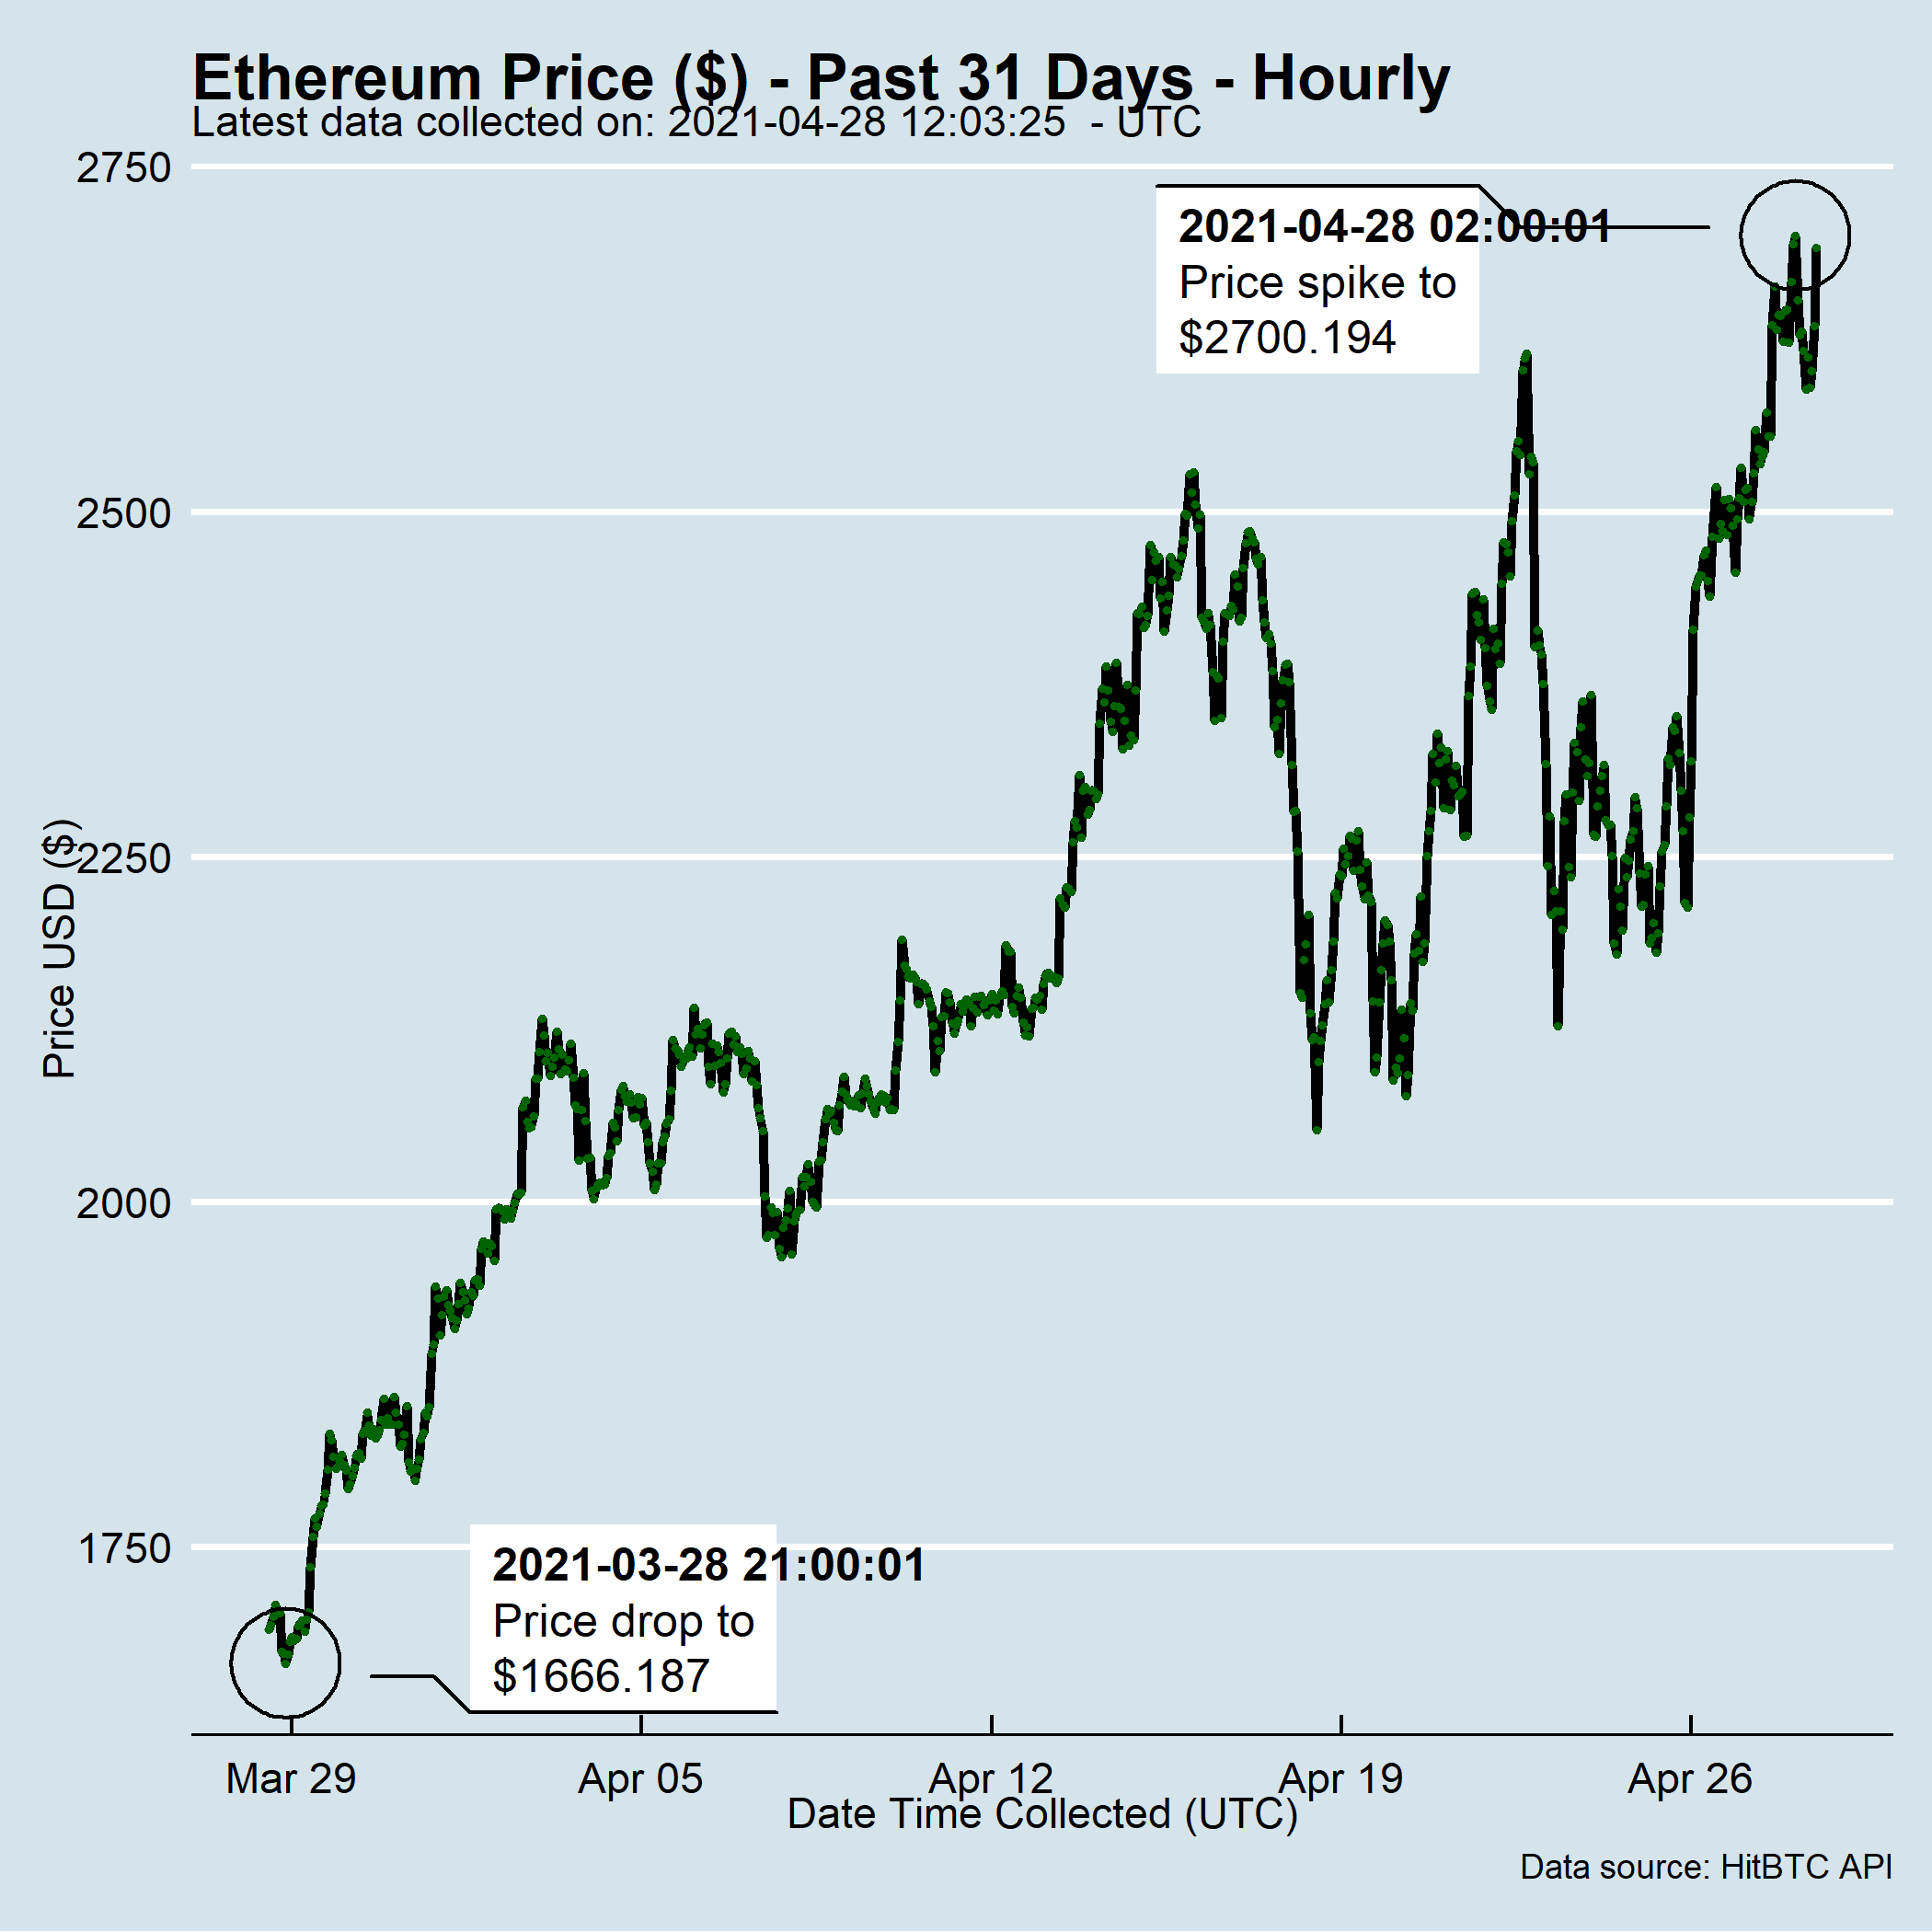 Ethereum Price ($) - Past 31 Days - Hourly
Latest data collected on: 2021-04-28 12:03:25  - UTC
2750
2021-04-28 02:00:01
Price spike to
$2700.194
2500
2250
Price USD ($)
2000
1750
2021-03-28 21:00:01
Price drop to
$1666.187
Mar 29 Apr 05 Apr 12 Apr 19 Apr 26
Date Time Collected (UTC)
Data source: HitBTC API